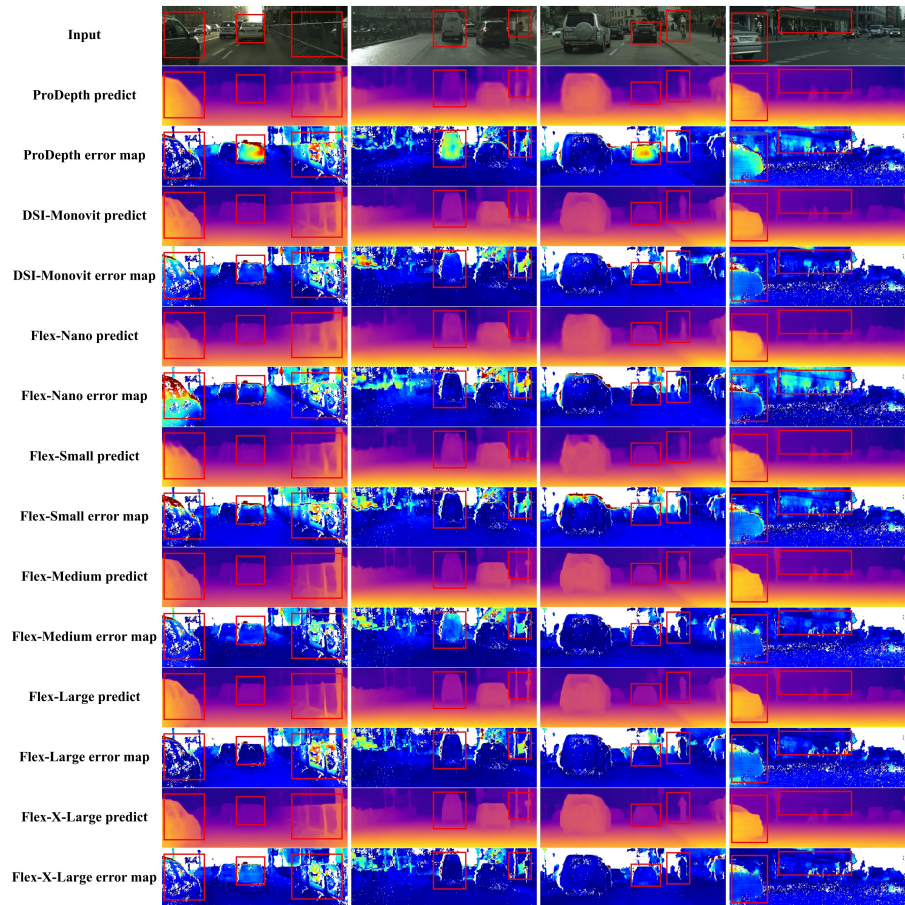 Input
ProDepth predict
ProDepth error map
DSI-Monovit predict
DSI-Monovit error map
Flex-Nano predict
Flex-Nano error map
Flex-Small predict
Flex-Small error map
Flex-Medium predict
Flex-Medium error map
Flex-Large predict
Flex-Large error map
Flex-X-Large predict
Flex-X-Large error map